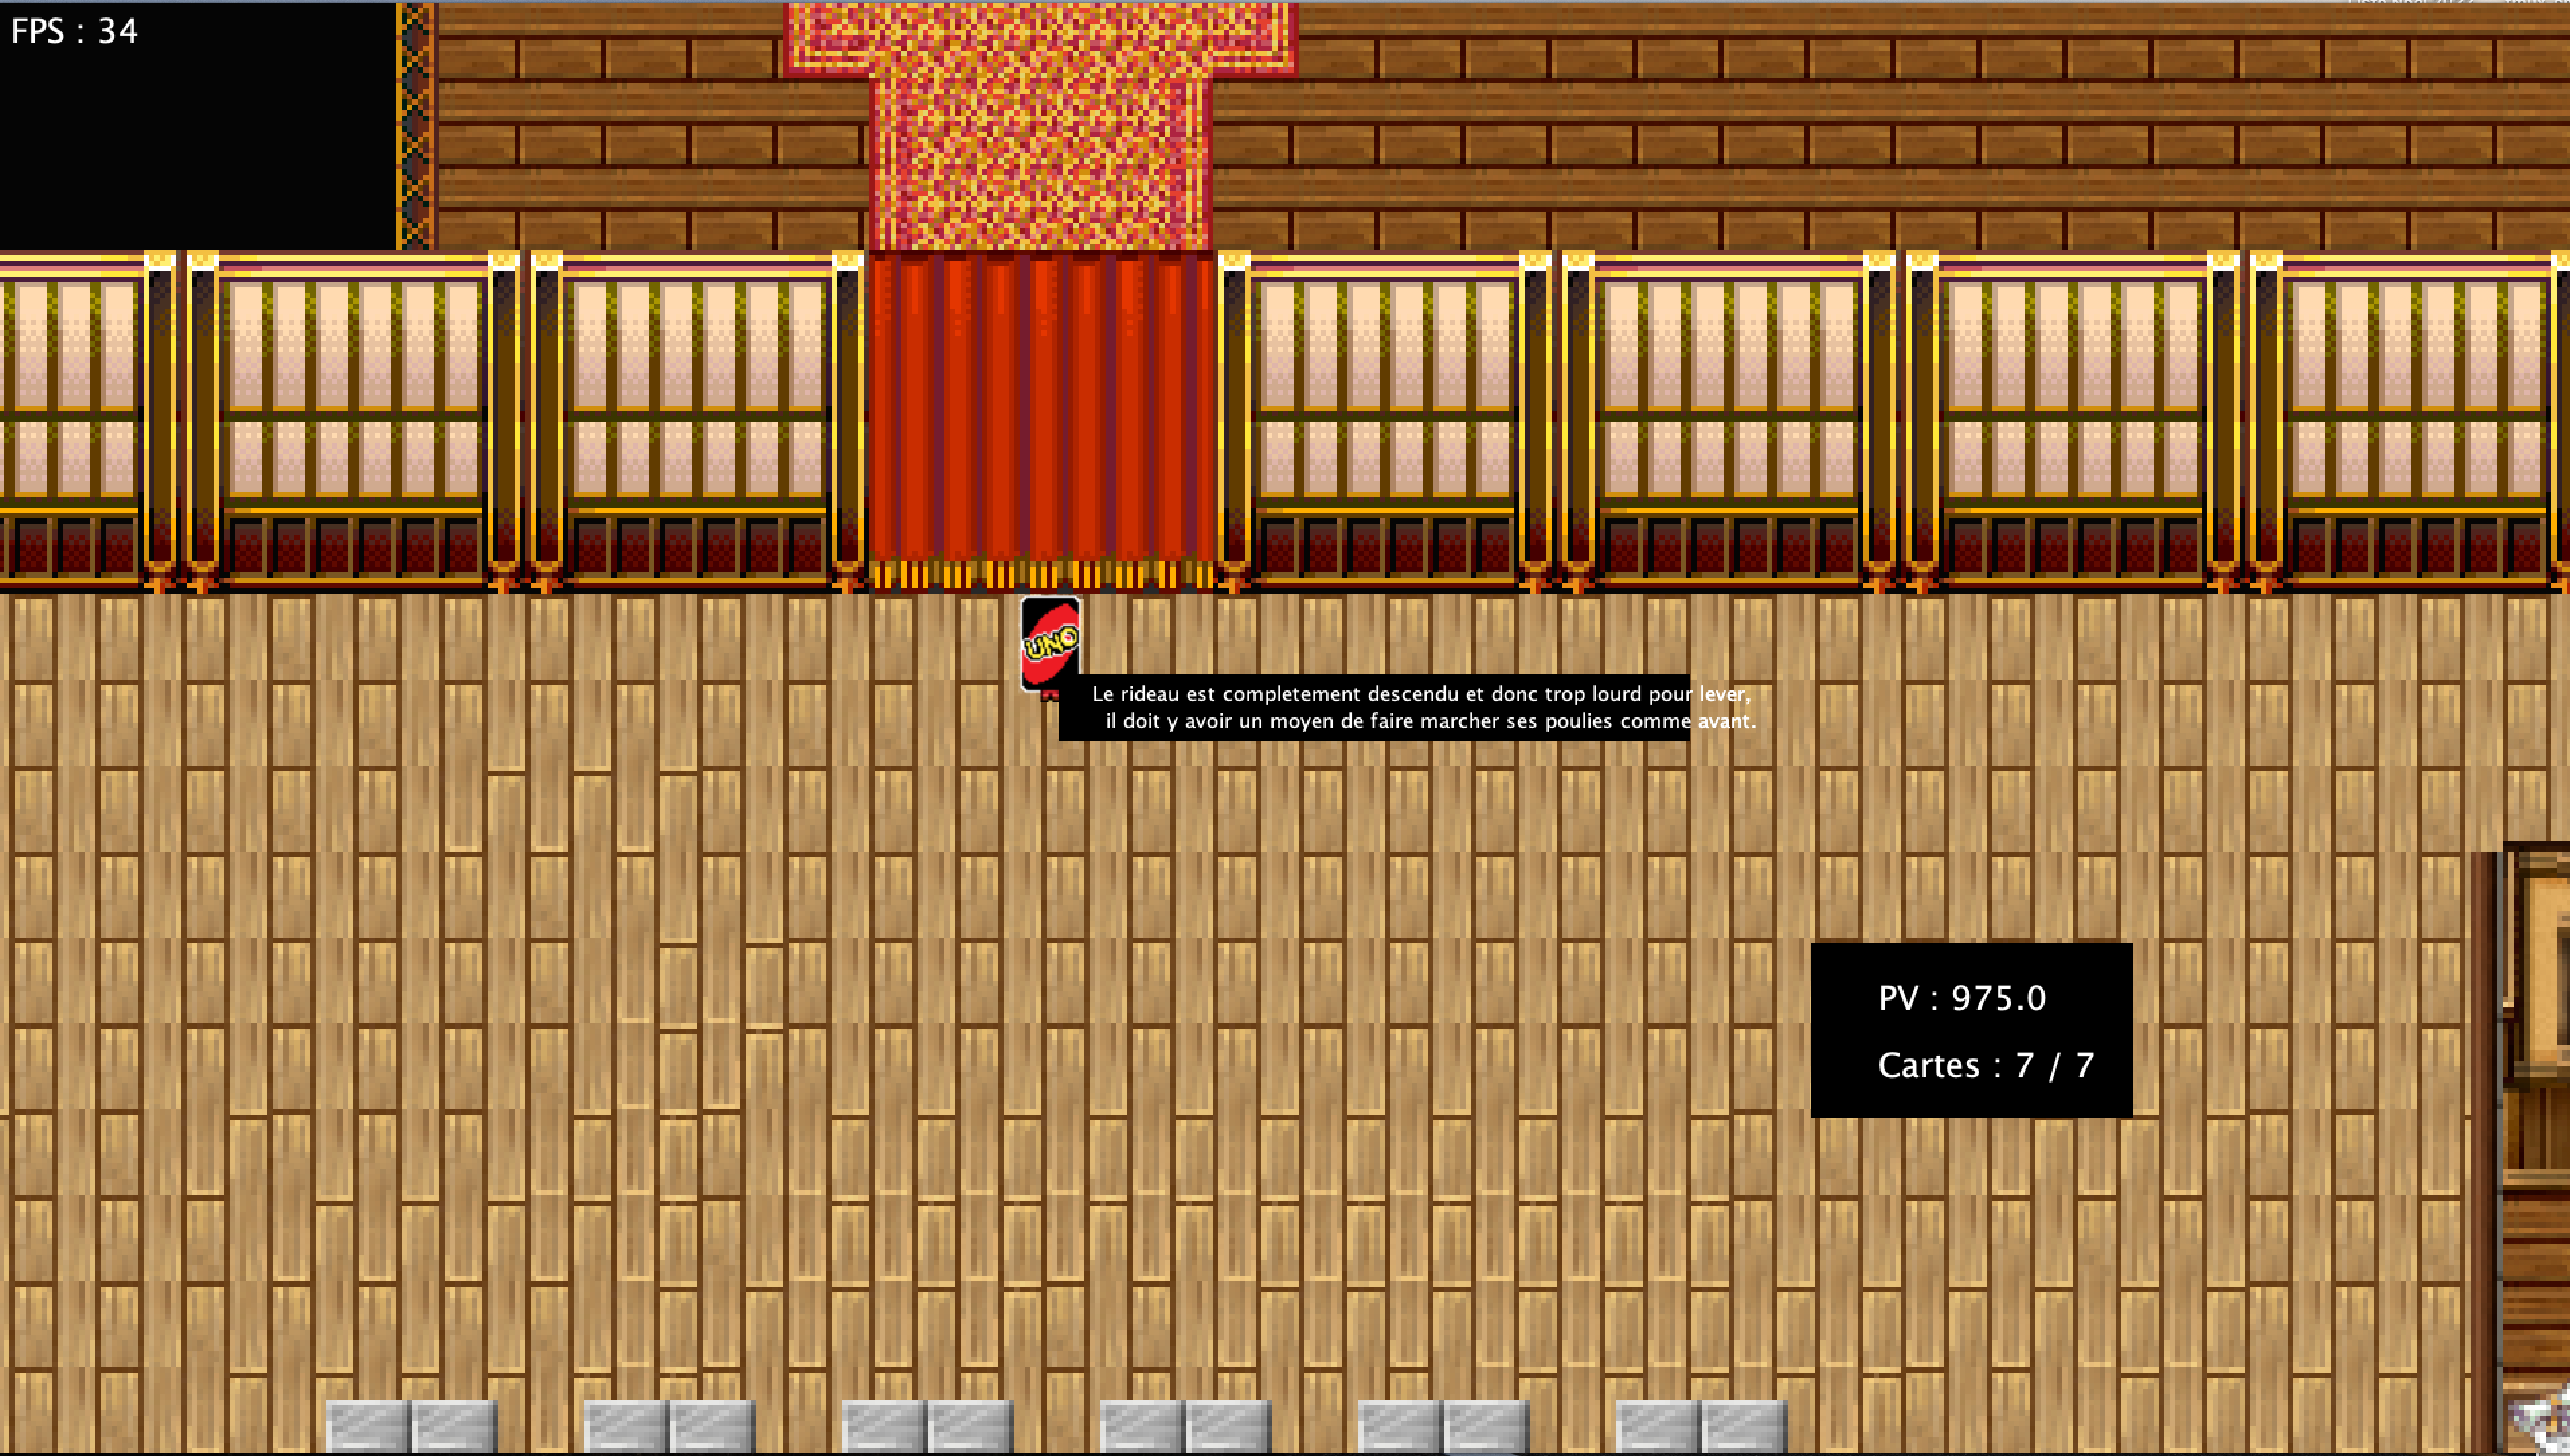 FPS : 34
UNO
Le rideau est completement descendu et donc trop lourd pour lever,
il doit y avoir un moyen de faire marcher ses poulies comme avant.
PV : 975.0
Cartes : 7 / 7